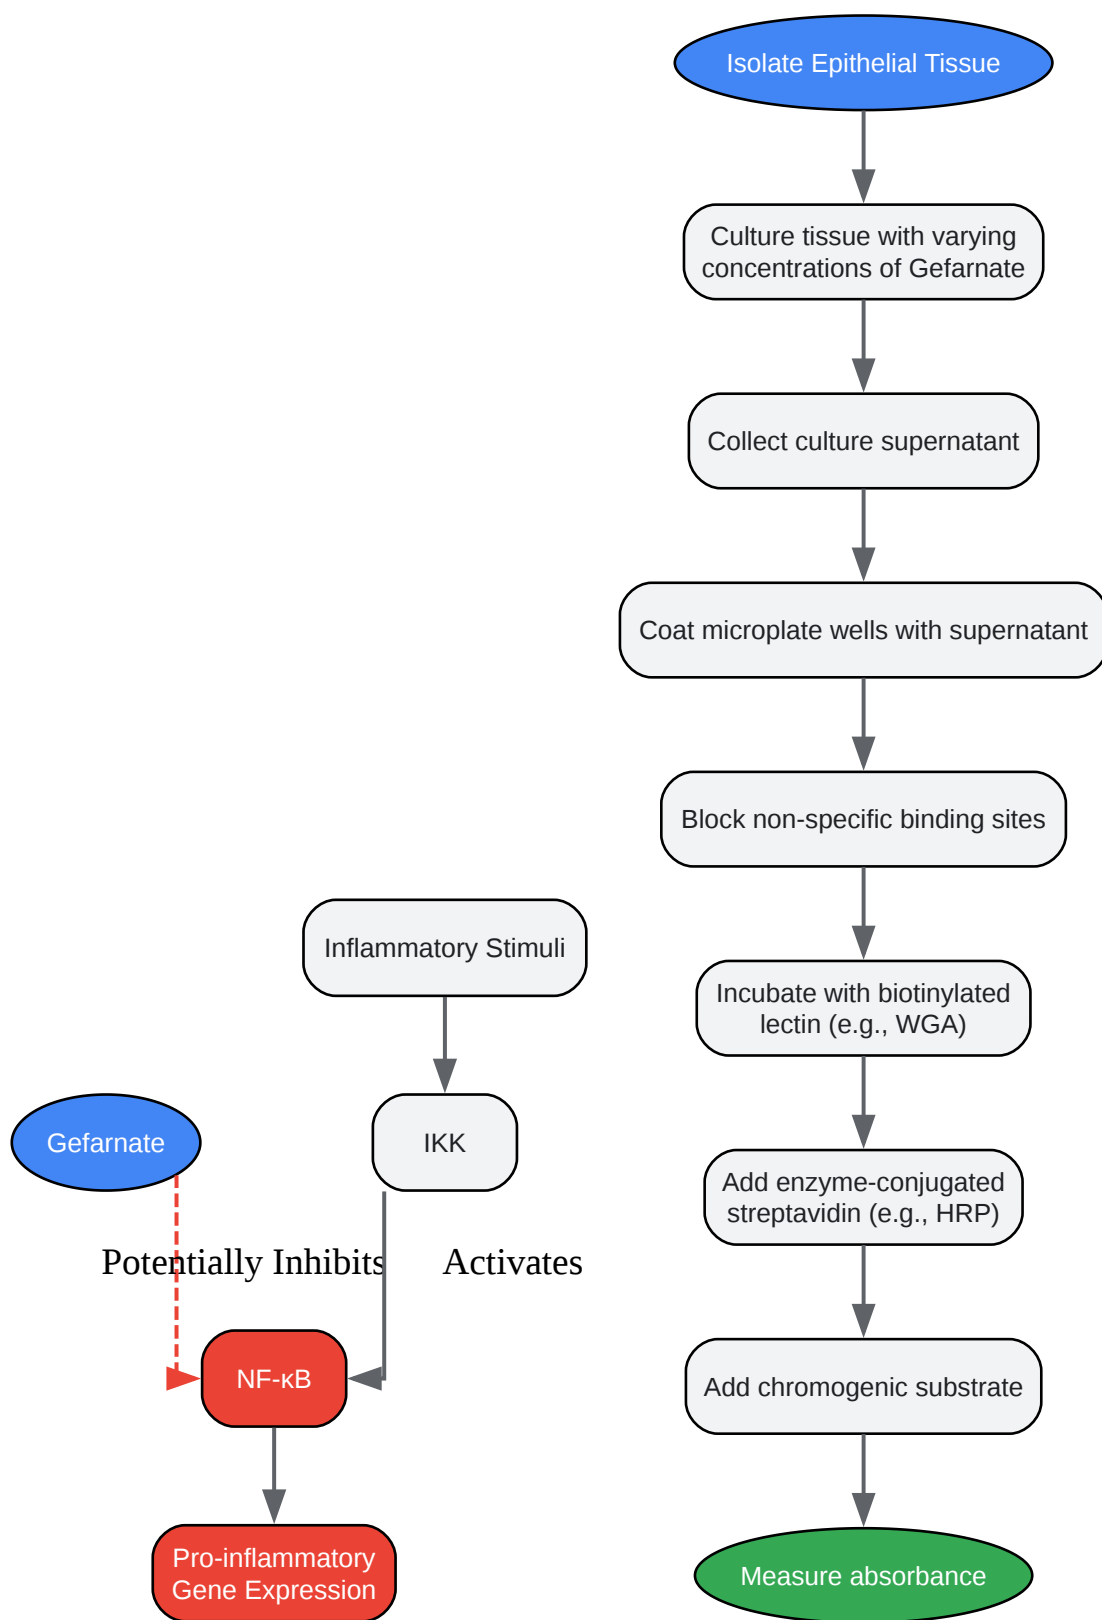 Isolate Epithelial Tissue
Culture tissue with varying
concentrations of Gefarnate
Collect culture supernatant
Coat microplate wells with supernatant
Block non-specific binding sites
Incubate with biotinylated
lectin (e.g., WGA)
Add enzyme-conjugated
streptavidin (e.g., HRP)
Add chromogenic substrate
Measure absorbance
Inflammatory Stimuli
Gefarnate
IKK
Potentially Inhibits
Activates
NF-κB
Pro-inflammatory
Gene Expression